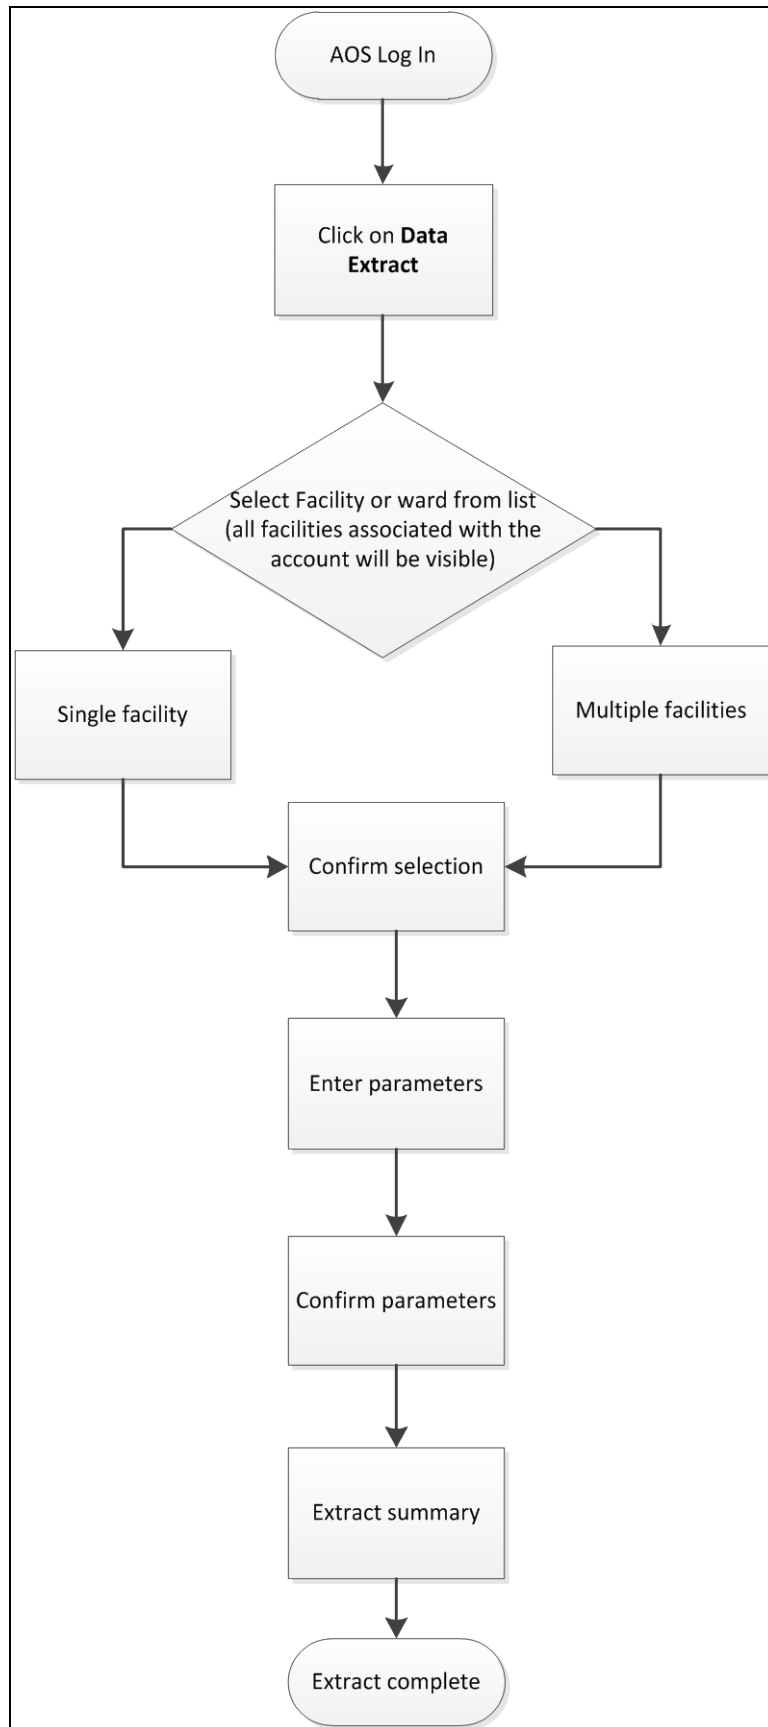 AOS Log In
Click on Data
Extract
Select Facility or ward from list
(all facilities associated with the
account will be visible)
Single facility
Multiple facilities
Confirm selection
Enter parameters
Confirm parameters
Extract summary
Extract complete